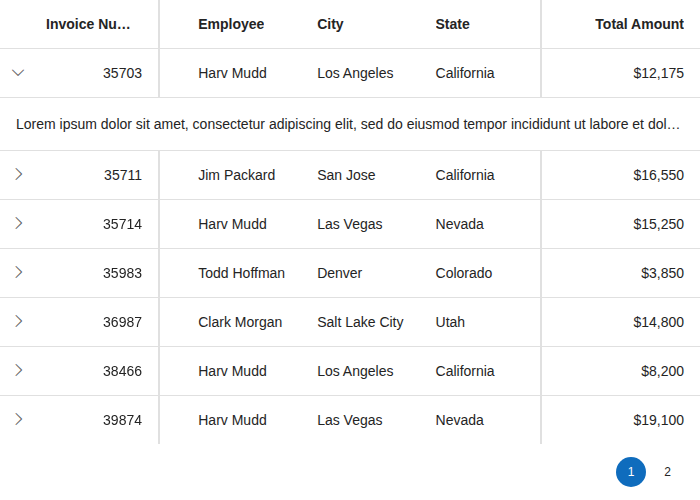 Invoice Nu… Employee City State Total Amount
35703 Harv Mudd Los Angeles California $12,175
Lorem ipsum dolor sit amet, consectetur adipiscing elit, sed do eiusmod tempor incididunt ut labore et dol…
35711 Jim Packard San Jose California $16,550
35714 Harv Mudd Las Vegas Nevada $15,250
35983 Todd Hoffman Denver Colorado $3,850
36987 Clark Morgan Salt Lake City Utah $14,800
38466 Harv Mudd Los Angeles California $8,200
39874 Harv Mudd Las Vegas Nevada $19,100
1 2